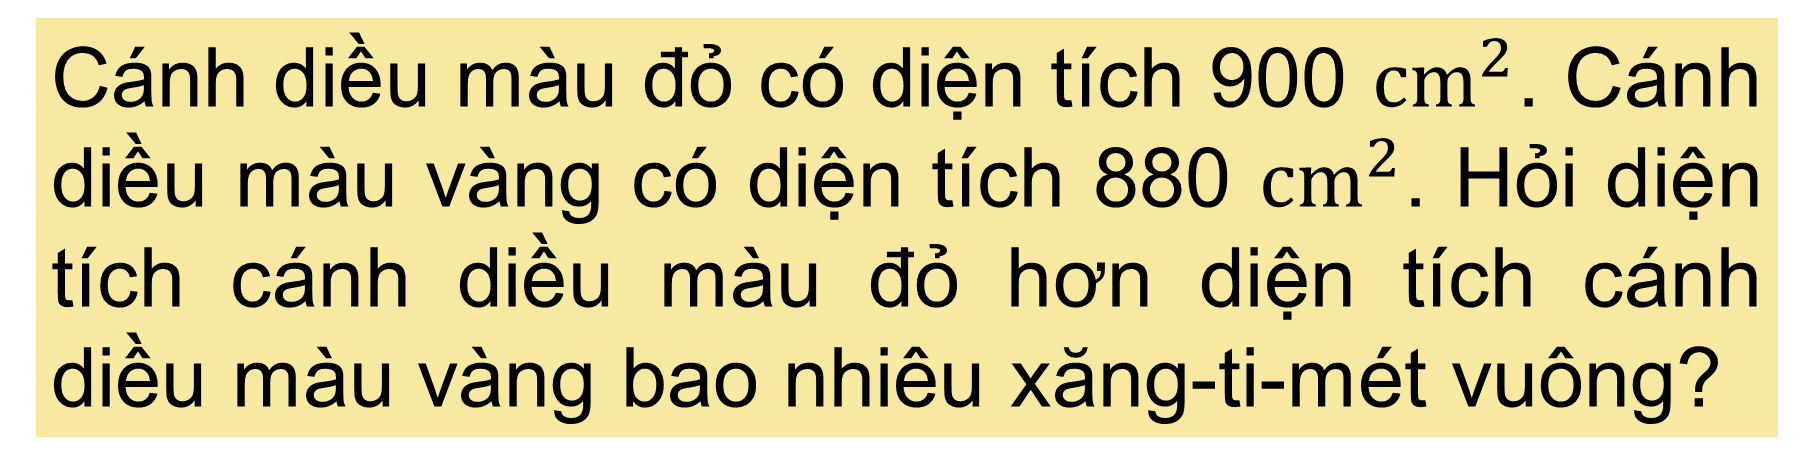 Cánh diều màu đỏ có diện tích 900 cm². Cánh
diều màu vàng có diện tích 880 cm². Hỏi diện
tích cánh diều màu đỏ hơn diện tích cánh
diều màu vàng bao nhiêu xăng-ti-mét vuông?